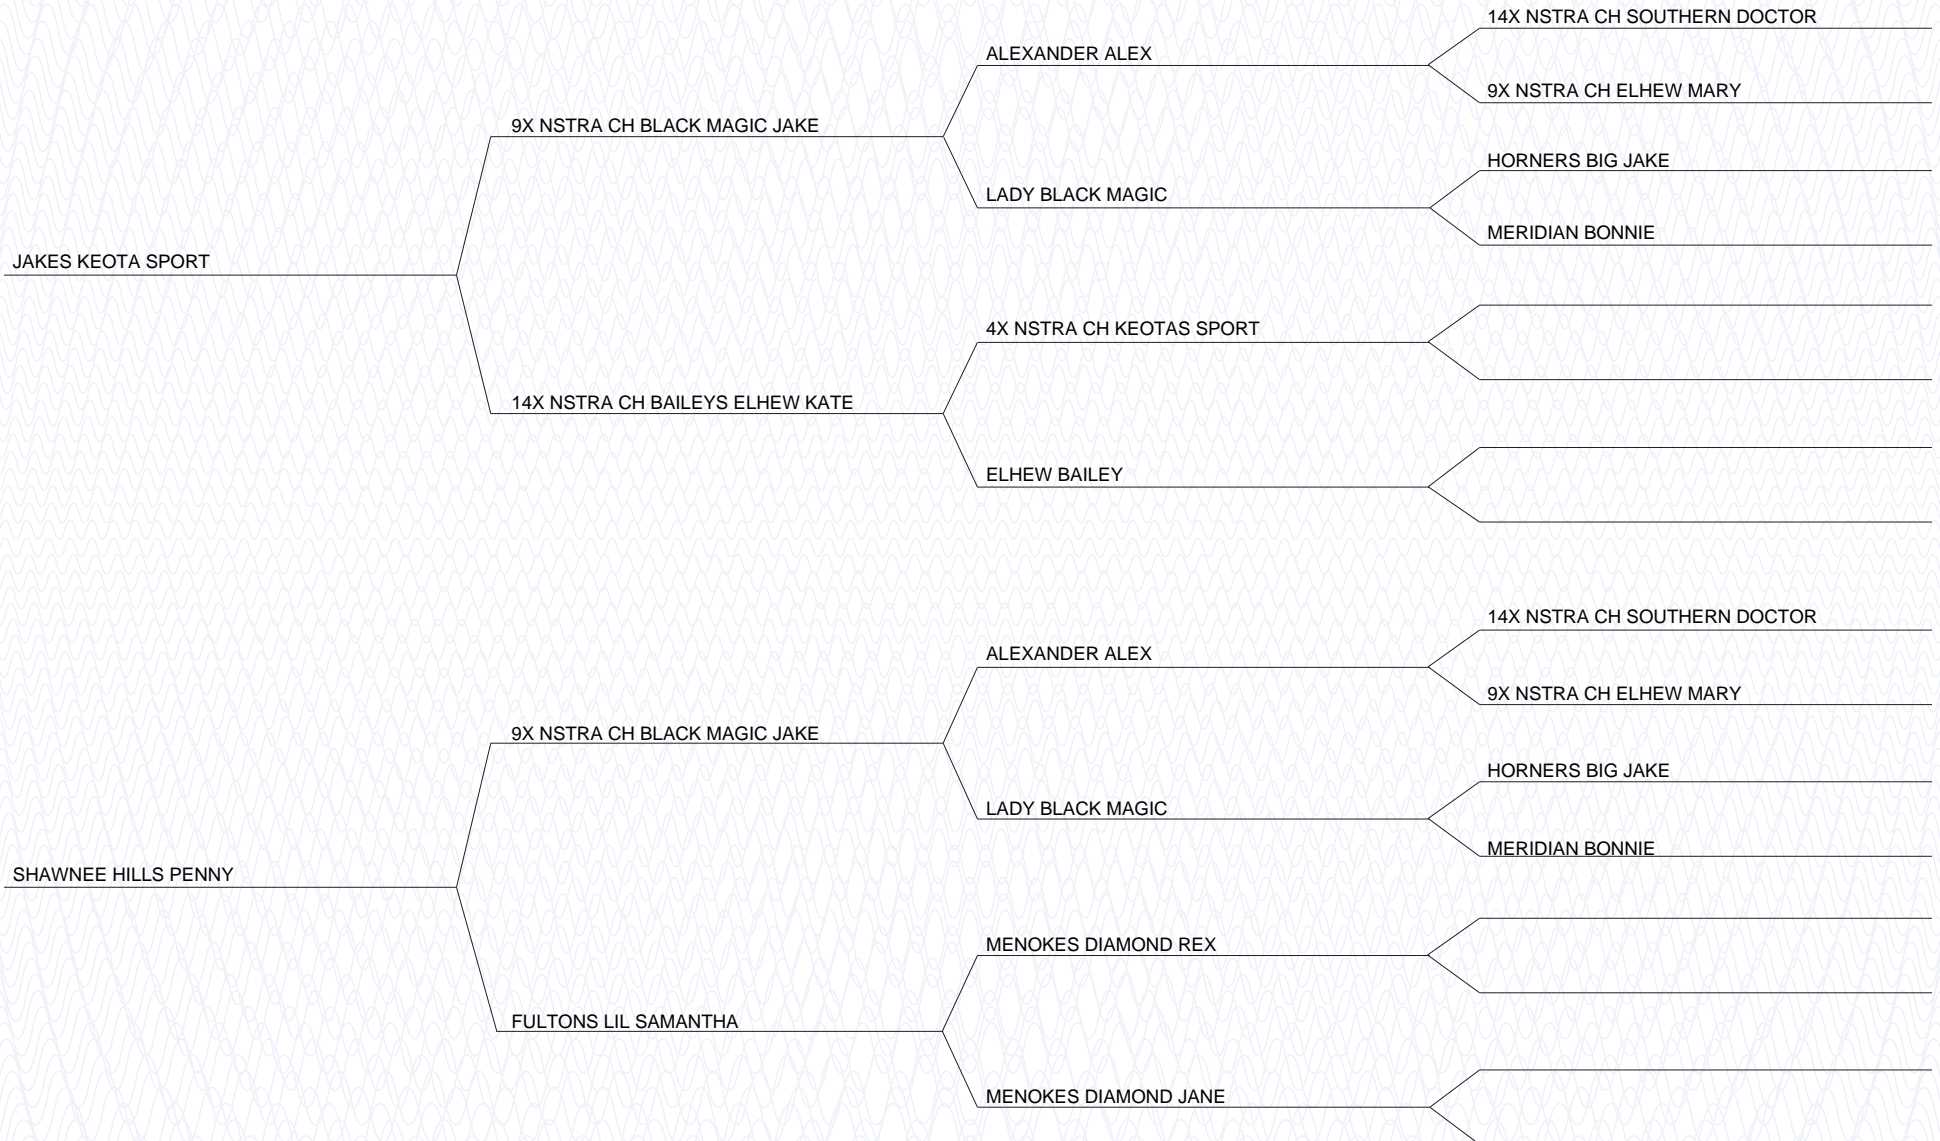 14X NSTRA CH SOUTHERN DOCTOR
ALEXANDER ALEX
9X NSTRA CH ELHEW MARY
9X NSTRA CH BLACK MAGIC JAKE
HORNERS BIG JAKE
LADY BLACK MAGIC
MERIDIAN BONNIE
JAKES KEOTA SPORT
4X NSTRA CH KEOTAS SPORT
14X NSTRA CH BAILEYS ELHEW KATE
ELHEW BAILEY
14X NSTRA CH SOUTHERN DOCTOR
ALEXANDER ALEX
9X NSTRA CH ELHEW MARY
9X NSTRA CH BLACK MAGIC JAKE
HORNERS BIG JAKE
LADY BLACK MAGIC
MERIDIAN BONNIE
SHAWNEE HILLS PENNY
MENOKES DIAMOND REX
FULTONS LIL SAMANTHA
MENOKES DIAMOND JANE